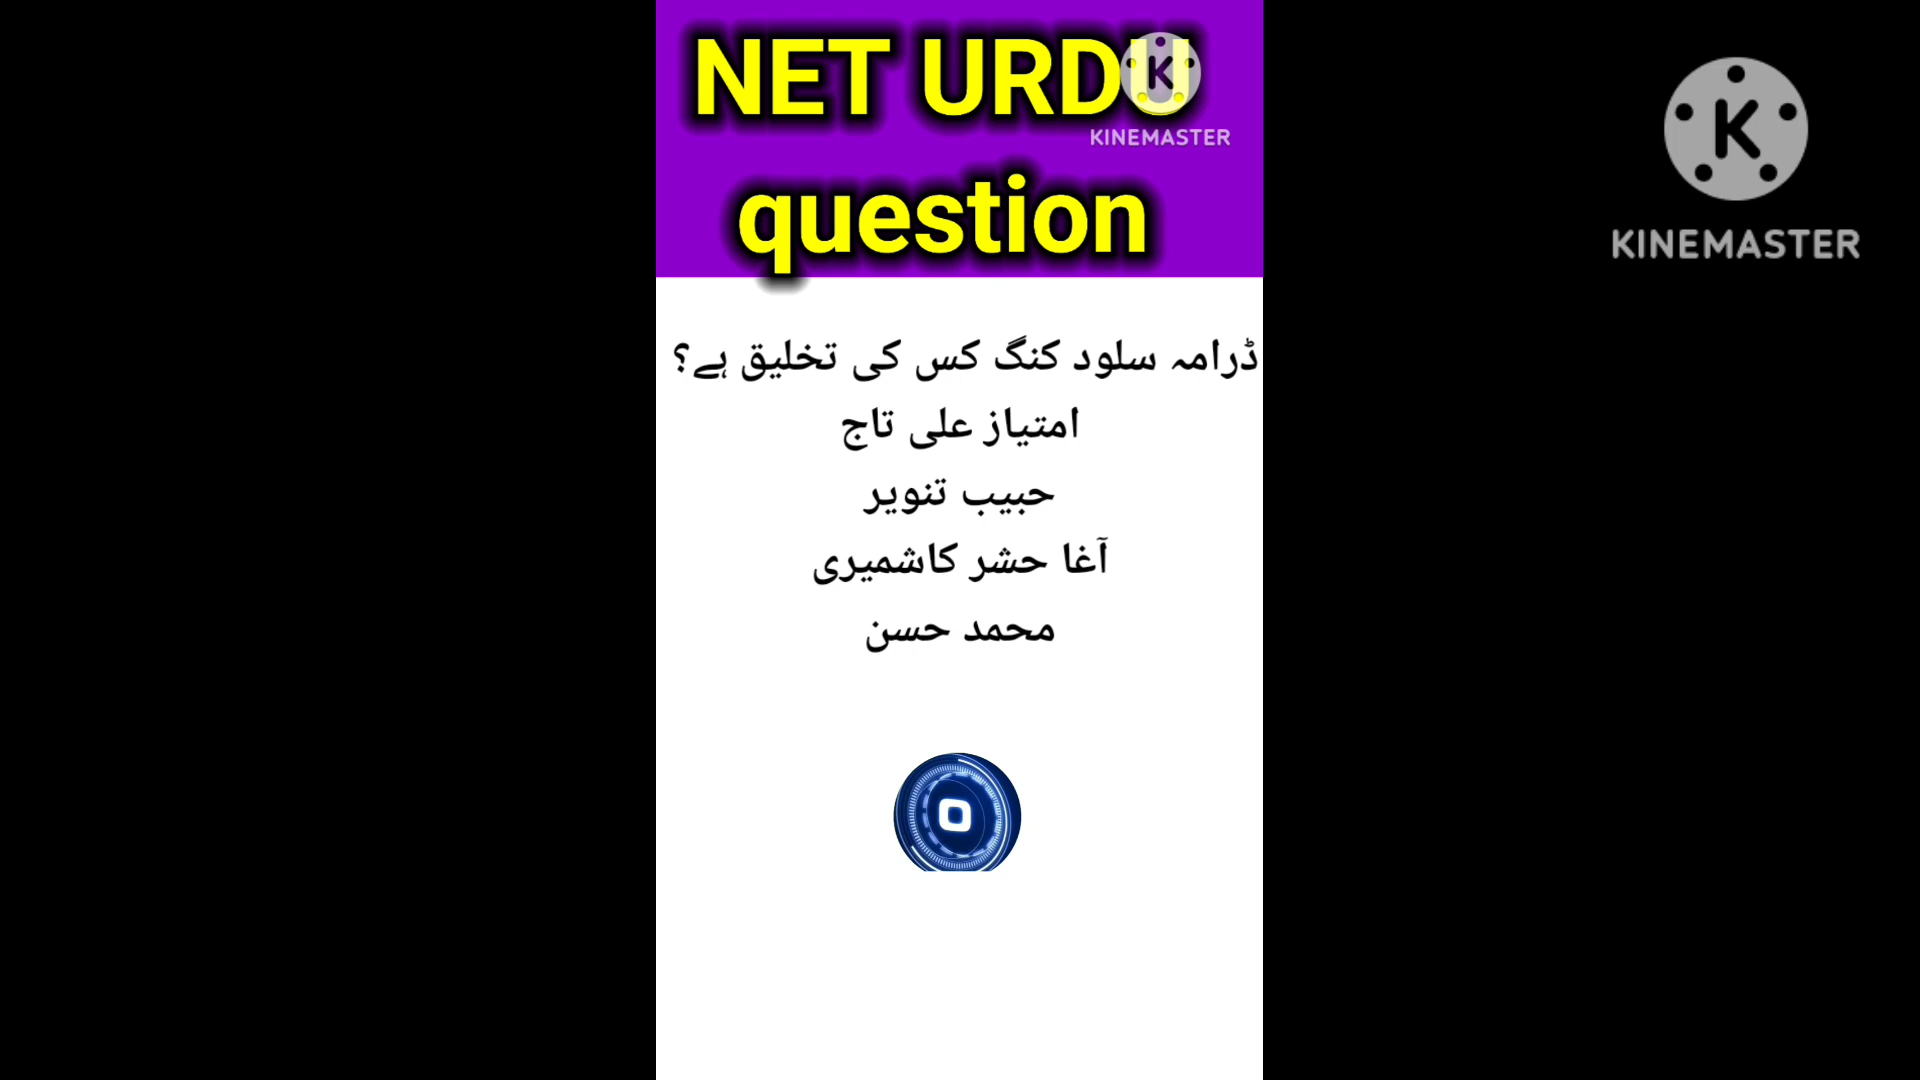 NET URDU
KINEMASTER
question
KINEMASTER
ڈرامہ سلود کنگ کس کی تخلیق ہے؟
امتیاز علی تاج
حبیب تنویر
آغا حشر کاشمیری
محمد حسن